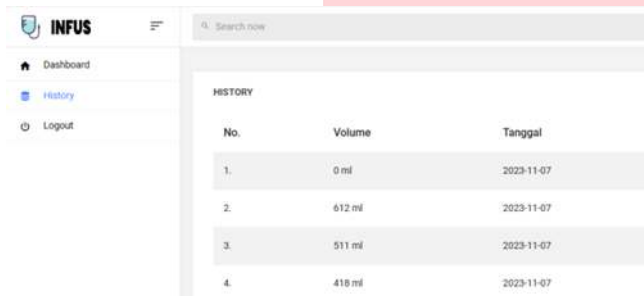 INFUS
Search now
Dashboard
History
Logout
HISTORY
No. Volume Tanggal
1. 0 ml 2023-11-07
2. 612 ml 2023-11-07
3. 511 ml 2023-11-07
4. 418 ml 2023-11-07